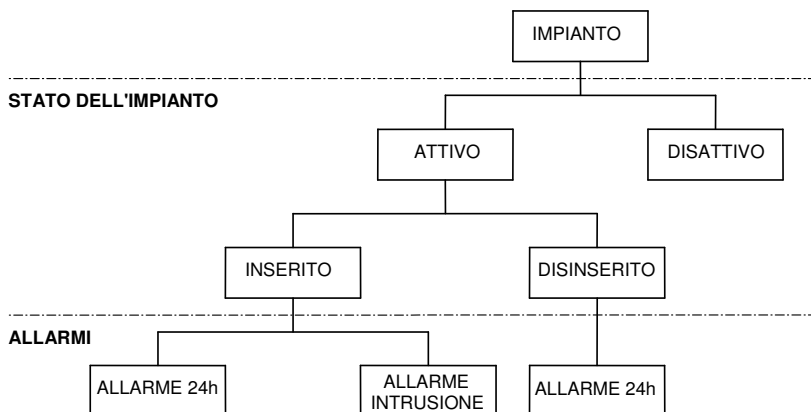 IMPIANTO
STATO DELL'IMPIANTO
ATTIVO
DISATTIVO
INSERITO
DISINSERITO
ALLARMI
ALLARME 24h
ALLARME
INTRUSIONE
ALLARME 24h